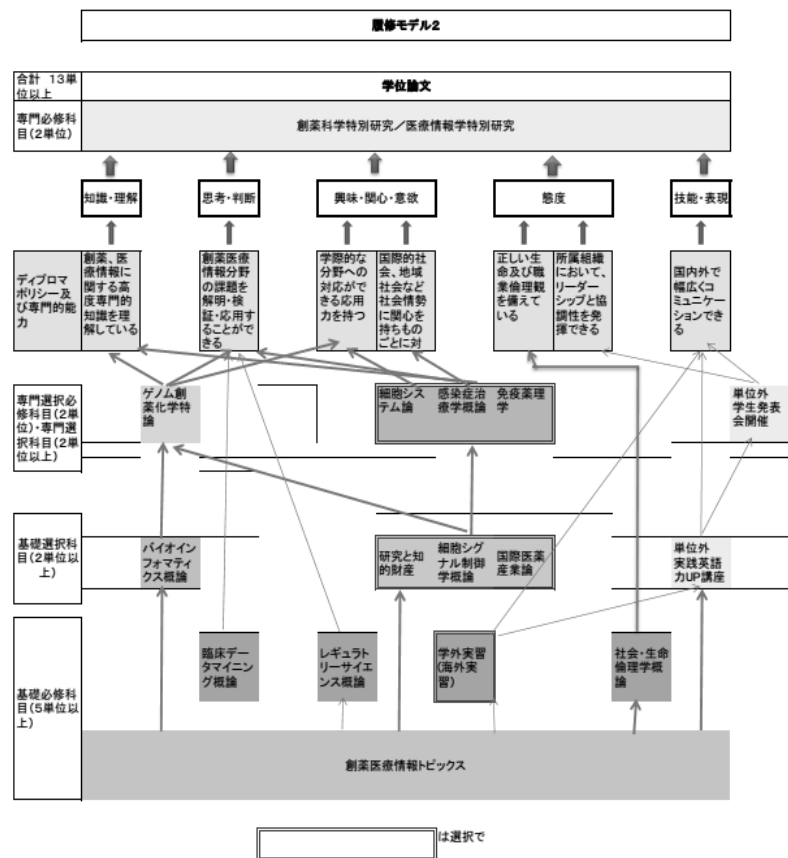 履修モデル2
合計 13単
位以上
学位論文
専門必修科
目(2単位)
創薬科学特別研究／医療情報学特別研究
知識・理解
思考・判断
興味・関心・意欲
態度
技能・表現
ディプロマ
ポリシー及
び専門的能
力
創薬、医
療情報に
関する高
度専門的
知識を理
解している
創薬医療
情報分野
の課題を
解明・検
証・応用す
ることがで
きる
学際的な
分野への
対応がで
きる応用
力を持つ
国際的社
会、地域
社会など
社会情勢
に関心を
持ちもの
ごとに対
正しい生
命及び職
業倫理観
を備えて
いる
所属組織
において、
リーダー
シップと協
調性を発
揮できる
国内外で
幅広くコ
ミュニケー
ションでき
る
専門選択必
修科目(2単
位)・専門選
択科目(2単
位以上)
ゲノム創
薬化学特
論
細胞シス
テム論
感染症治
療学概論
免疫薬理
学
単位外
学生発表
会開催
基礎選択科
目(2単位以
上)
バイオイン
フォマティ
クス概論
研究と知
的財産
細胞シグ
ナル制御
学概論
国際医薬
産業論
単位外
実践英語
力UP講座
基礎必修科
目(5単位以
上)
臨床デー
タマイニン
グ概論
レギュラト
リーサイエ
ンス概論
学外実習
(海外実
習)
社会・生命
倫理学概
論
創薬医療情報トピックス
は選択で